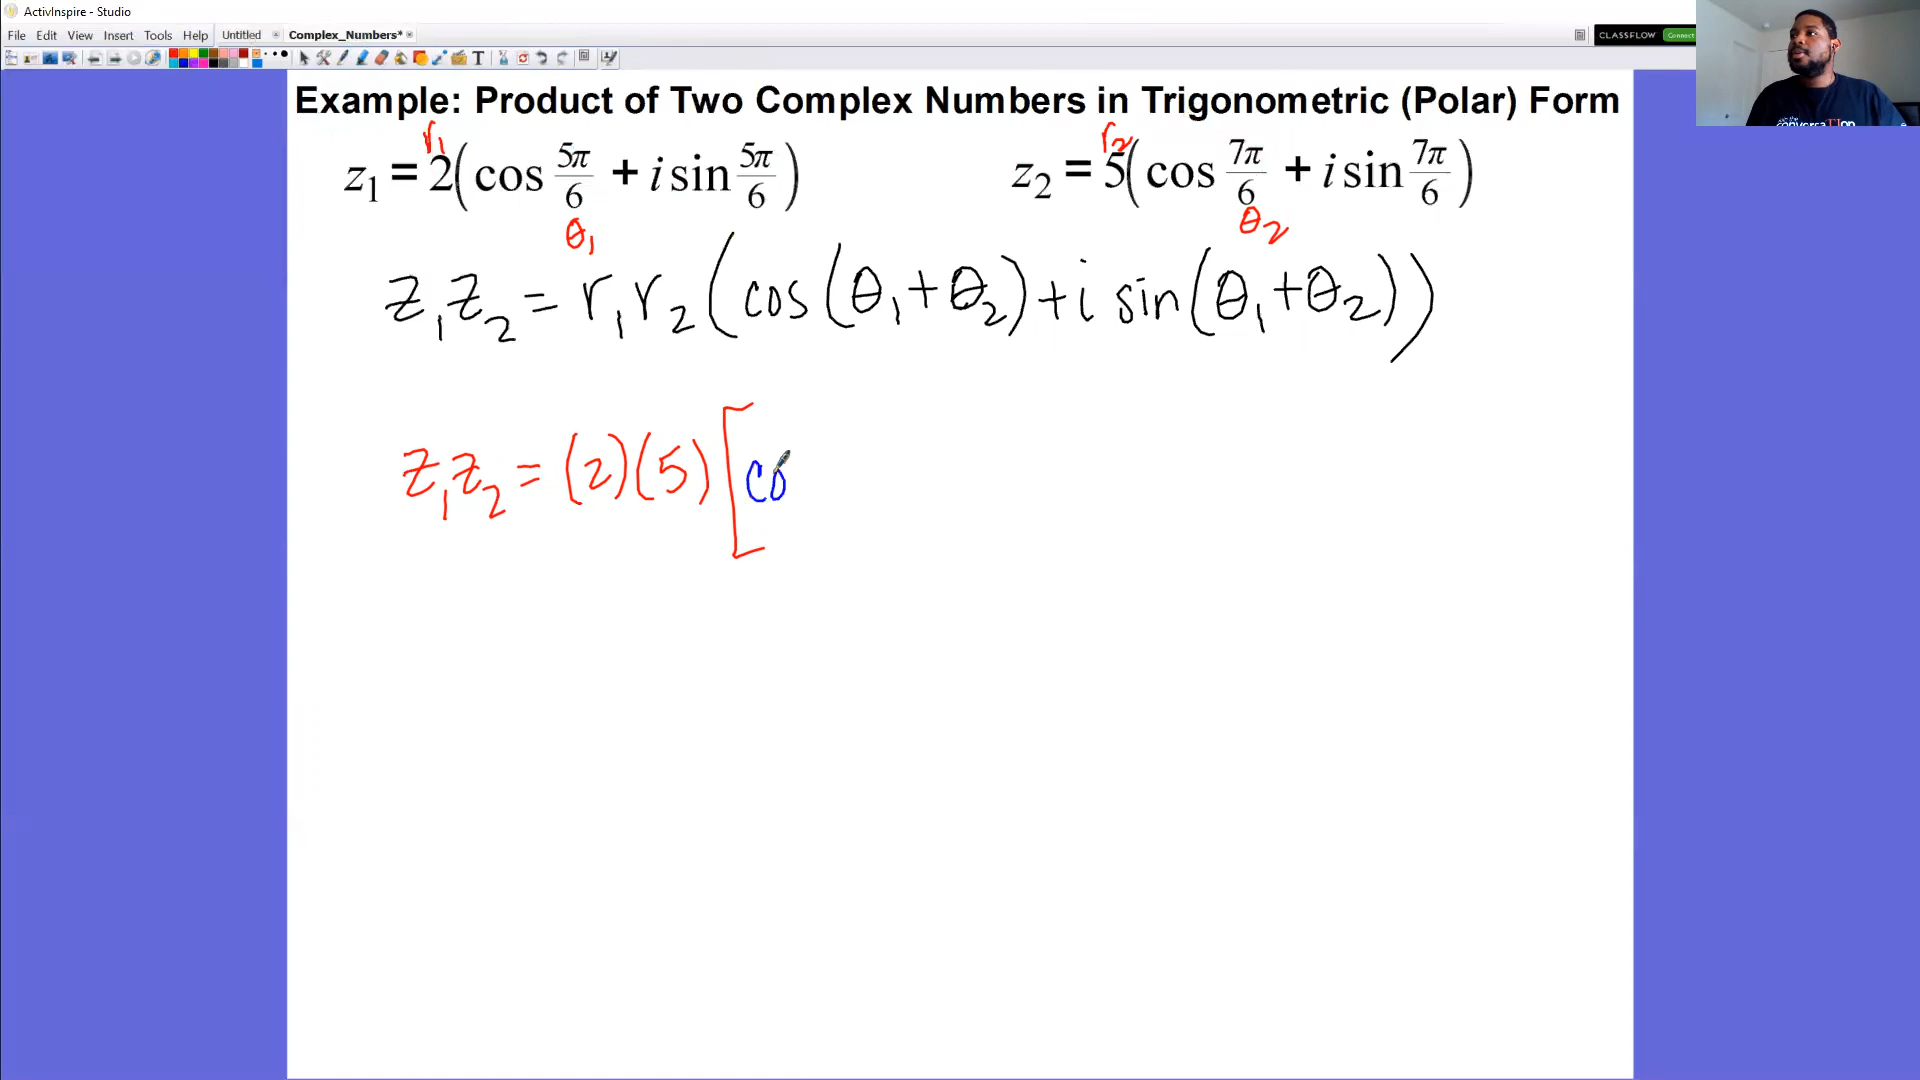 ActivInspire - Studio
File Edit View Insert Tools Help Untitled Complex_Numbers* CLASSFLOW Connect
Example: Product of Two Complex Numbers in Trigonometric (Polar) Form
r₁ r₂
z₁ = 2(cos 5π/6 + i sin 5π/6) z₂ = 5(cos 7π/6 + i sin 7π/6)
θ₁ θ₂
z₁z₂ = r₁r₂(cos(θ₁+θ₂)+i sin(θ₁+θ₂))
z₁z₂ = (2)(5)[co